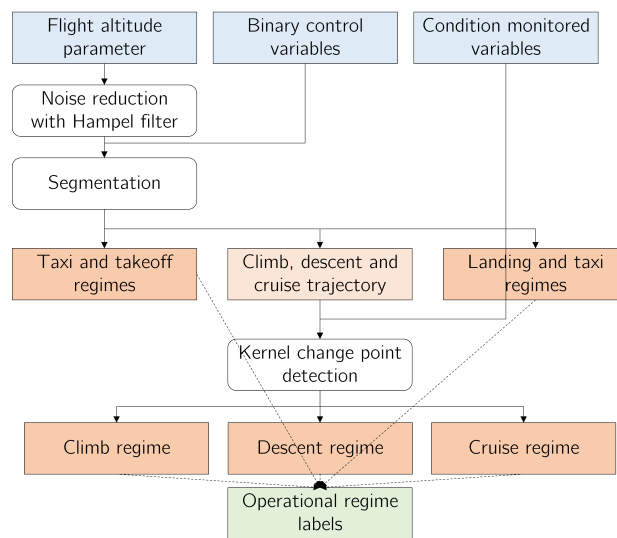 Flight altitude
parameter
Binary control
variables
Condition monitored
variables
Noise reduction
with Hampel filter
Segmentation
Taxi and takeoff
regimes
Climb, descent and
cruise trajectory
Landing and taxi
regimes
Kernel change point
detection
Climb regime
Descent regime
Cruise regime
Operational regime
labels